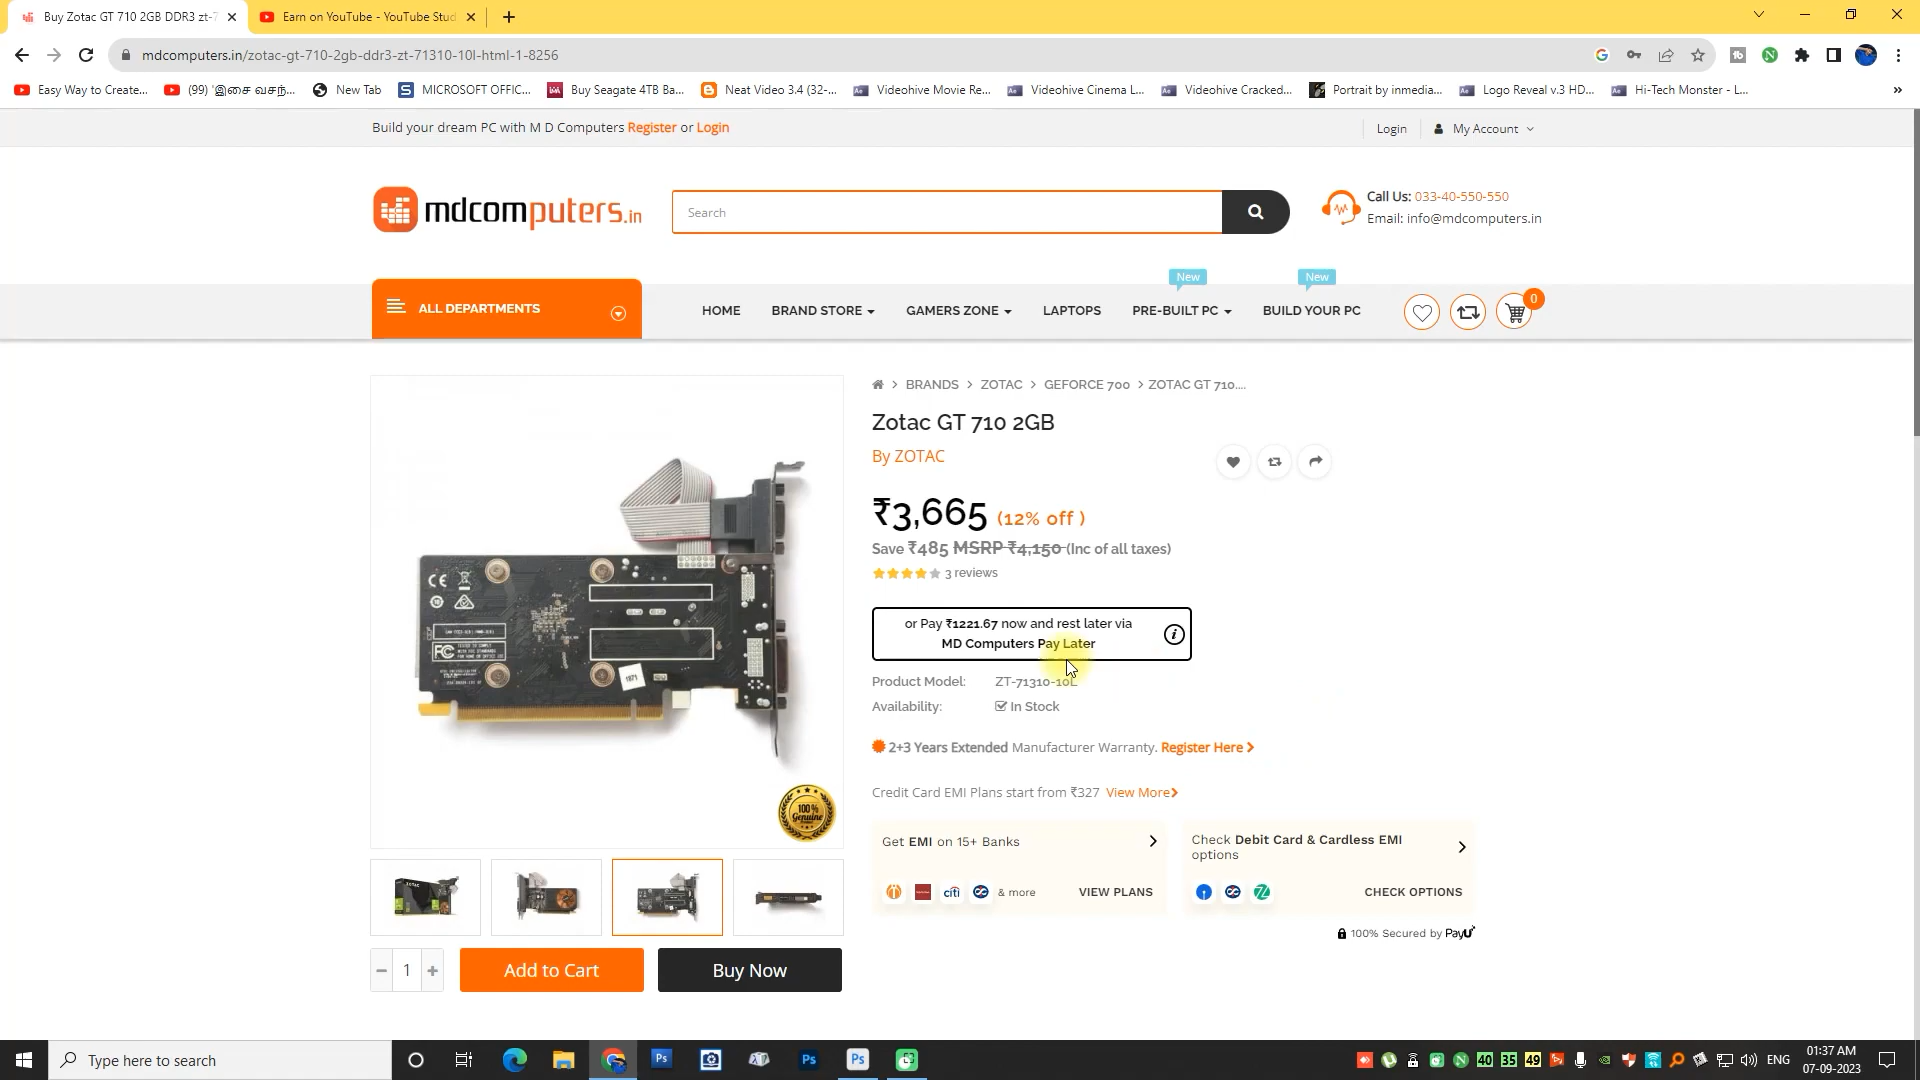 Buy Zotac GT 710 2GB DDR3 zt-7
Earn on YouTube - YouTube Stud
mdcomputers.in/zotac-gt-710-2gb-ddr3-zt-71310-10l-html-1-8256
Easy Way to Create...
(99) 'இசை வசந்...
New Tab
MICROSOFT OFFIC...
Buy Seagate 4TB Ba...
Neat Video 3.4 (32-...
Videohive Movie Re...
Videohive Cinema L...
Videohive Cracked...
Portrait by inmedia...
Logo Reveal v.3 HD...
Hi-Tech Monster - L...
Build your dream PC with M D Computers Register or Login
Login
My Account
mdcomputers.in
Search
Call Us: 033-40-550-550
Email: info@mdcomputers.in
New
New
ALL DEPARTMENTS
HOME
BRAND STORE
GAMERS ZONE
LAPTOPS
PRE-BUILT PC
BUILD YOUR PC
0
BRANDS > ZOTAC > GEFORCE 700 > ZOTAC GT 710....
Zotac GT 710 2GB
By ZOTAC
₹3,665 (12% off )
Save ₹485 MSRP ₹4,150 (Inc of all taxes)
3 reviews
or Pay ₹1221.67 now and rest later via
MD Computers Pay Later
Product Model: ZT-71310-10L
Availability: In Stock
2+3 Years Extended Manufacturer Warranty. Register Here
Credit Card EMI Plans start from ₹327 View More
Get EMI on 15+ Banks
citi
& more
VIEW PLANS
Check Debit Card & Cardless EMI
options
CHECK OPTIONS
100% Secured by PayU
CE
FC
1871
100%
Genuine
1
Add to Cart
Buy Now
Type here to search
Ps
Ps
Ps
40
35
49
ENG
01:37 AM
07-09-2023